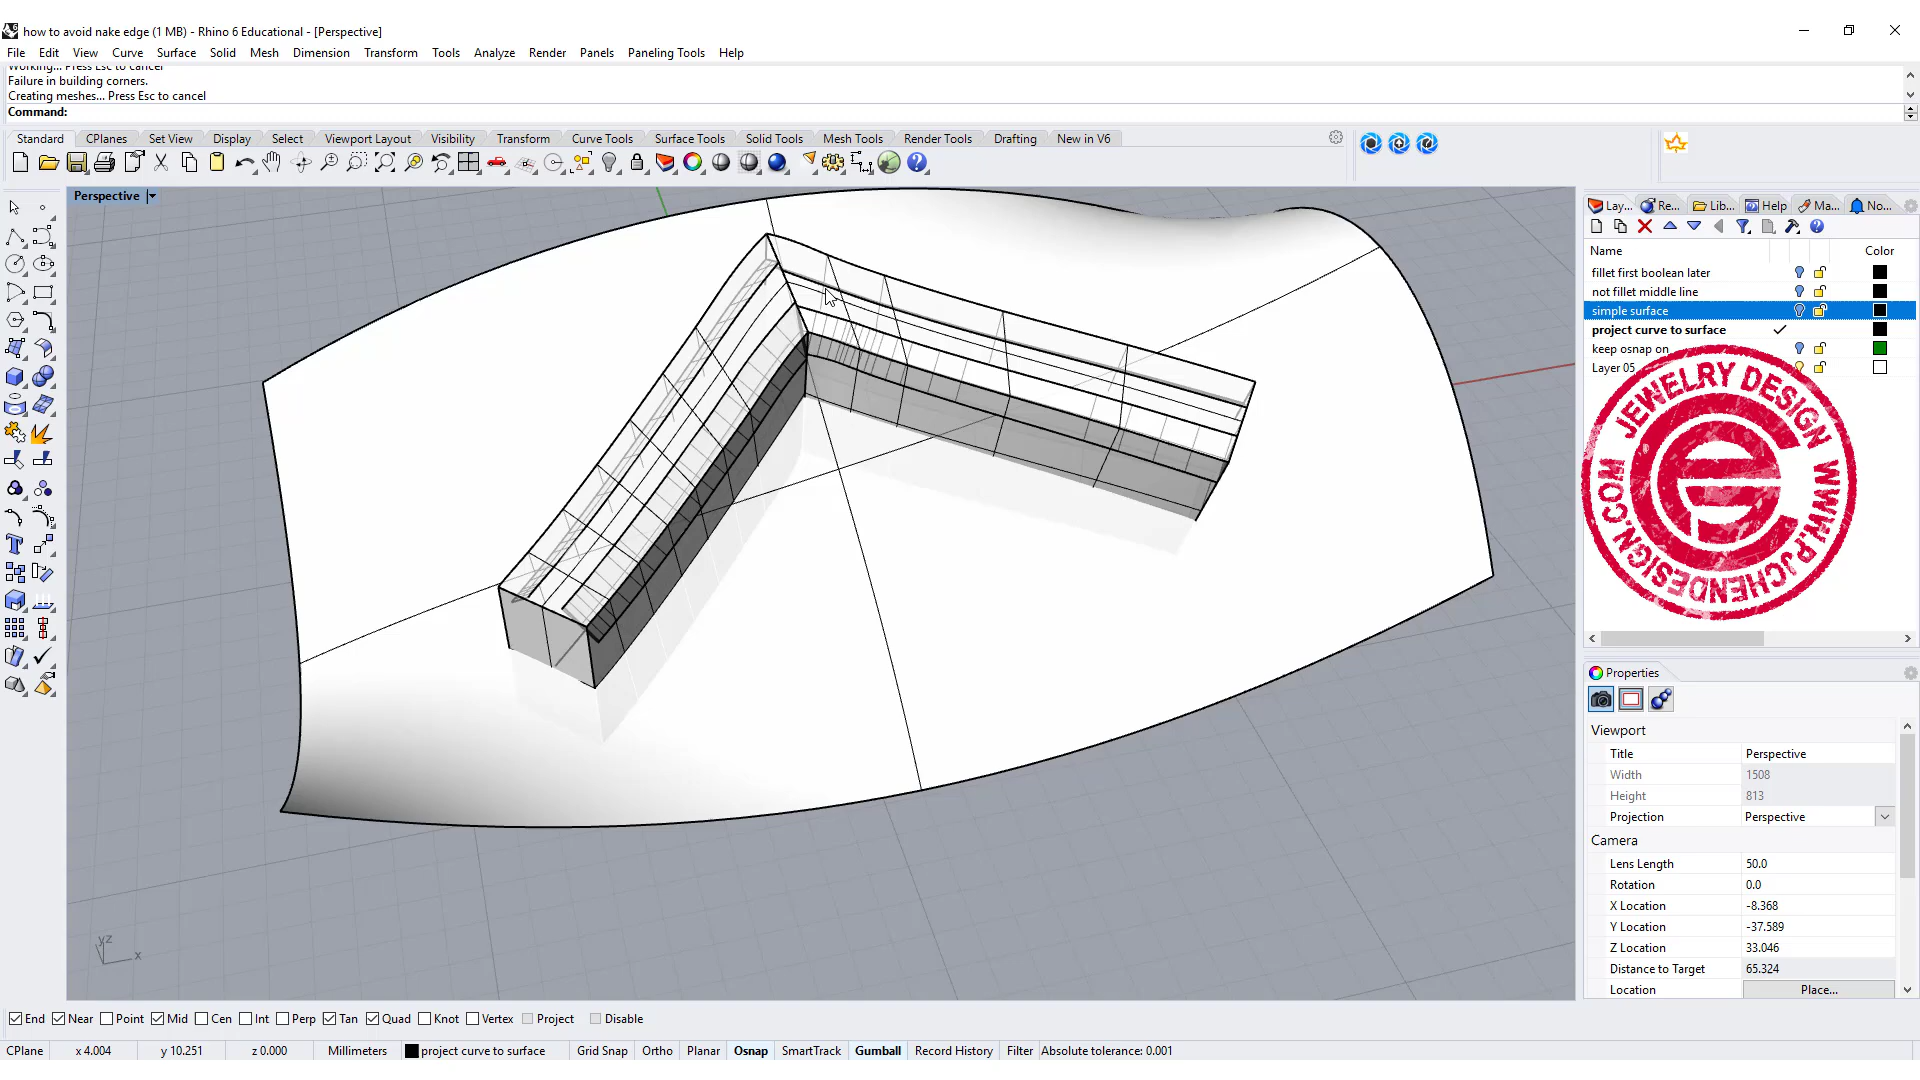 how to avoid nake edge (1 MB) - Rhino 6 Educational - [Perspective]
File Edit View Curve Surface Solid Mesh Dimension Transform Tools Analyze Render Panels Paneling Tools Help
Working... Press Esc to cancel
Failure in building corners.
Creating meshes... Press Esc to cancel
Command:
Standard CPlanes Set View Display Select Viewport Layout Visibility Transform Curve Tools Surface Tools Solid Tools Mesh Tools Render Tools Drafting New in V6
Perspective
Lay... Re... Lib... Help Ma... No...
Name Color
fillet first boolean later
not fillet middle line
simple surface
project curve to surface
keep osnap on
Layer 05
JEWELRY DESIGN
WWW.PJCHENDESIGN.COM
Properties
Viewport
Title Perspective
Width 1508
Height 813
Projection Perspective
Camera
Lens Length 50.0
Rotation 0.0
X Location -8.368
Y Location -37.589
Z Location 33.046
Distance to Target 65.324
Location Place...
yz
x
End Near Point Mid Cen Int Perp Tan Quad Knot Vertex Project Disable
CPlane x 4.004 y 10.251 z 0.000 Millimeters project curve to surface Grid Snap Ortho Planar Osnap SmartTrack Gumball Record History Filter Absolute tolerance: 0.001